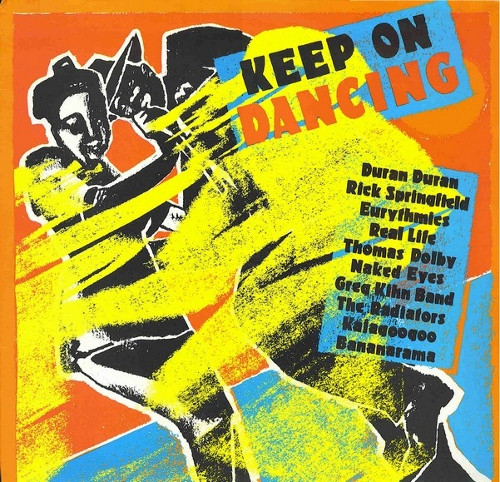 KEEP ON
DANCING
Duran Duran
Rick Springfield
Eurythmics
Real Life
Thomas Dolby
Naked Eyes
Greg Kihn Band
The Radiators
Kajagoogoo
Bananarama